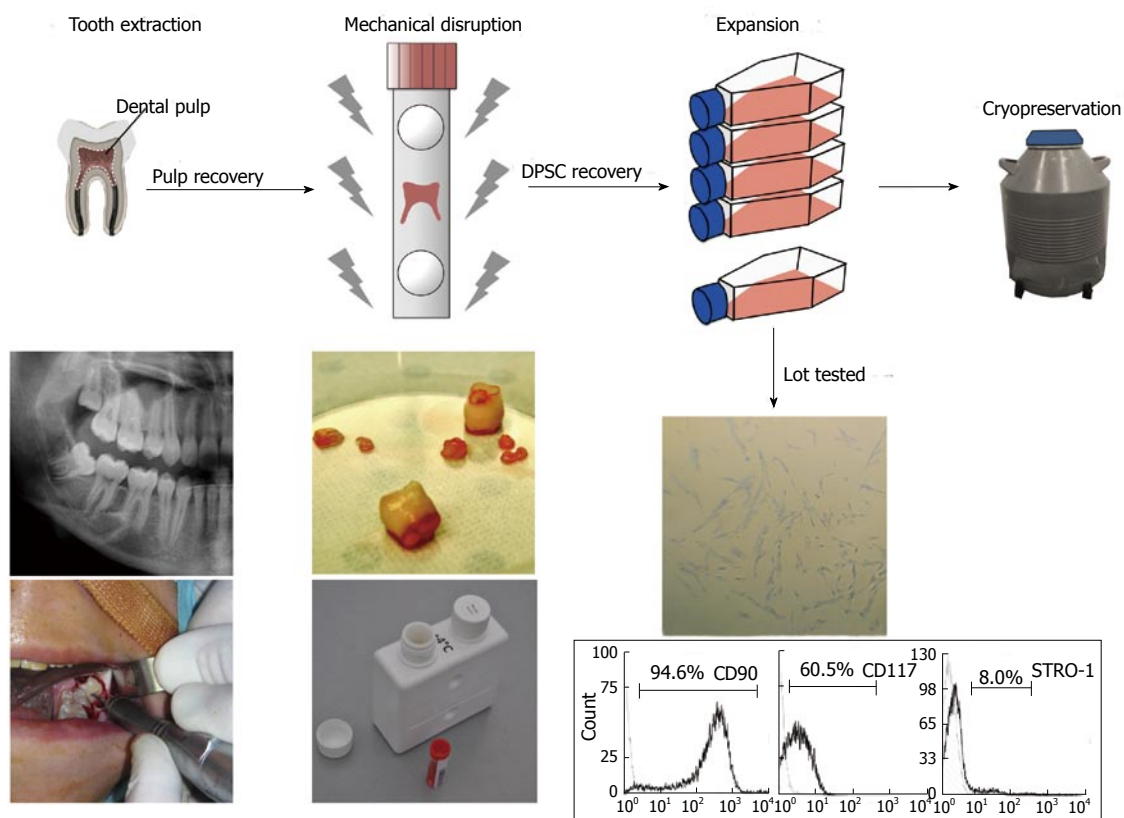 Tooth extraction
Mechanical disruption
Expansion
Dental pulp
Cryopreservation
Pulp recovery
DPSC recovery
Lot tested
-4°C
94.6% CD90
60.5% CD117
8.0%
STRO-1
Count
100
75
50
25
0
130
98
65
33
0
10⁰ 10¹ 10² 10³ 10⁴
10⁰ 10¹ 10² 10³ 10⁴
10⁰ 10¹ 10² 10³ 10⁴